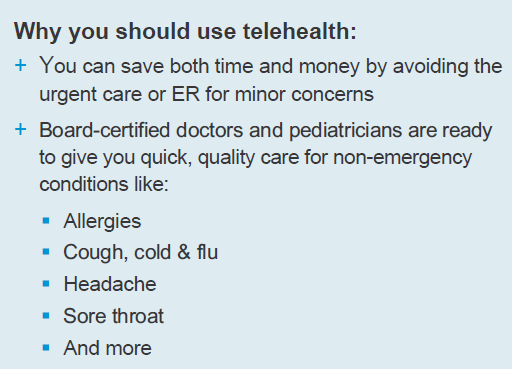 Why you should use telehealth:
+ You can save both time and money by avoiding the
urgent care or ER for minor concerns
+ Board-certified doctors and pediatricians are ready
to give you quick, quality care for non-emergency
conditions like:
▪ Allergies
▪ Cough, cold & flu
▪ Headache
▪ Sore throat
▪ And more